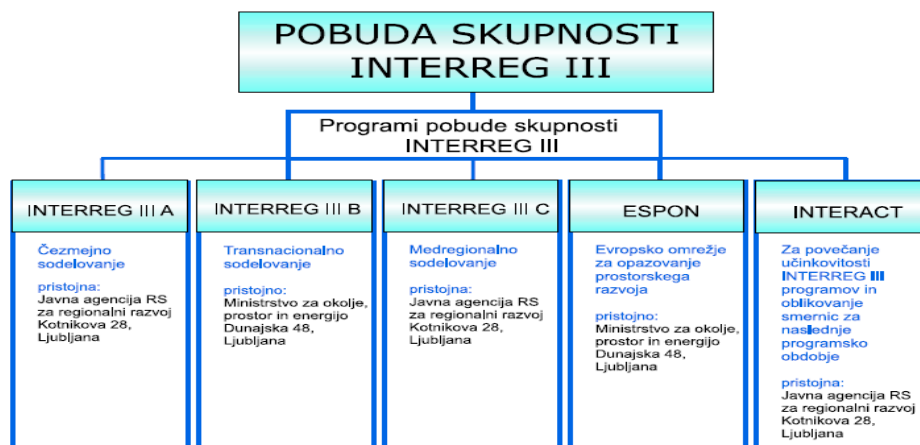 POBUDA SKUPNOSTI
INTERREG III
Programi pobude skupnosti
INTERREG III
INTERREG III A
Čezmejno
sodelovanje
pristojna:
Javna agencija RS
za regionalni razvoj
Kotnikova 28,
Ljubljana
INTERREG III B
Transnacionalno
sodelovanje
pristojno:
Ministrstvo za okolje,
prostor in energijo
Dunajska 48,
Ljubljana
INTERREG III C
Medregionalno
sodelovanje
pristojna:
Javna agencija RS
za regionalni razvoj
Kotnikova 28,
Ljubljana
ESPON
Evropsko omrežje
za opazovanje
prostorskega
razvoja
pristojno:
Ministrstvo za okolje,
prostor in energijo
Dunajska 48,
Ljubljana
INTERACT
Za povečanje
učinkovitosti
INTERREG III
programov in
oblikovanje
smernic za
naslednje
programsko
obdobje
pristojna:
Javna agencija RS
za regionalni razvoj
Kotnikova 28,
Ljubljana